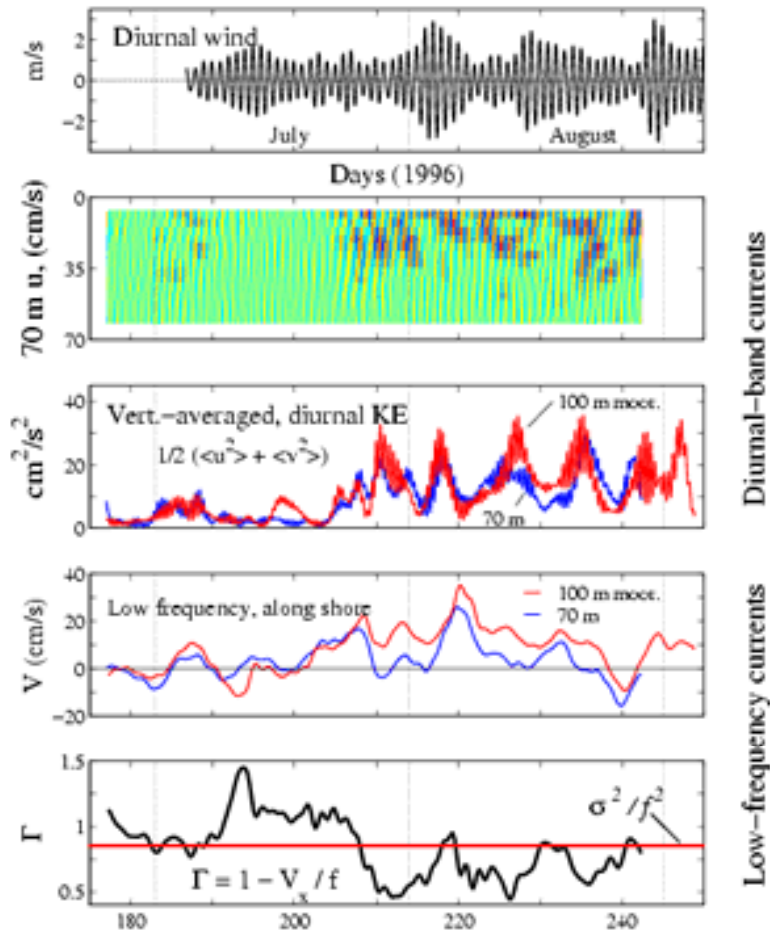 Diurnal wind
m/s
2
0
−2
July
August
Days (1996)
70 m u, (cm/s)
0
35
70
Vert.−averaged, diurnal KE
1/2 (<u²> + <v²>)
100 m moor.
70 m
cm²/s²
40
20
0
Diurnal−band currents
Low frequency, along shore
100 m moor.
70 m
V (cm/s)
40
20
0
−20
Γ
1.5
1
0.5
σ²/f²
Γ = 1 − Vₓ/f
180
200
220
240
Low−frequency currents